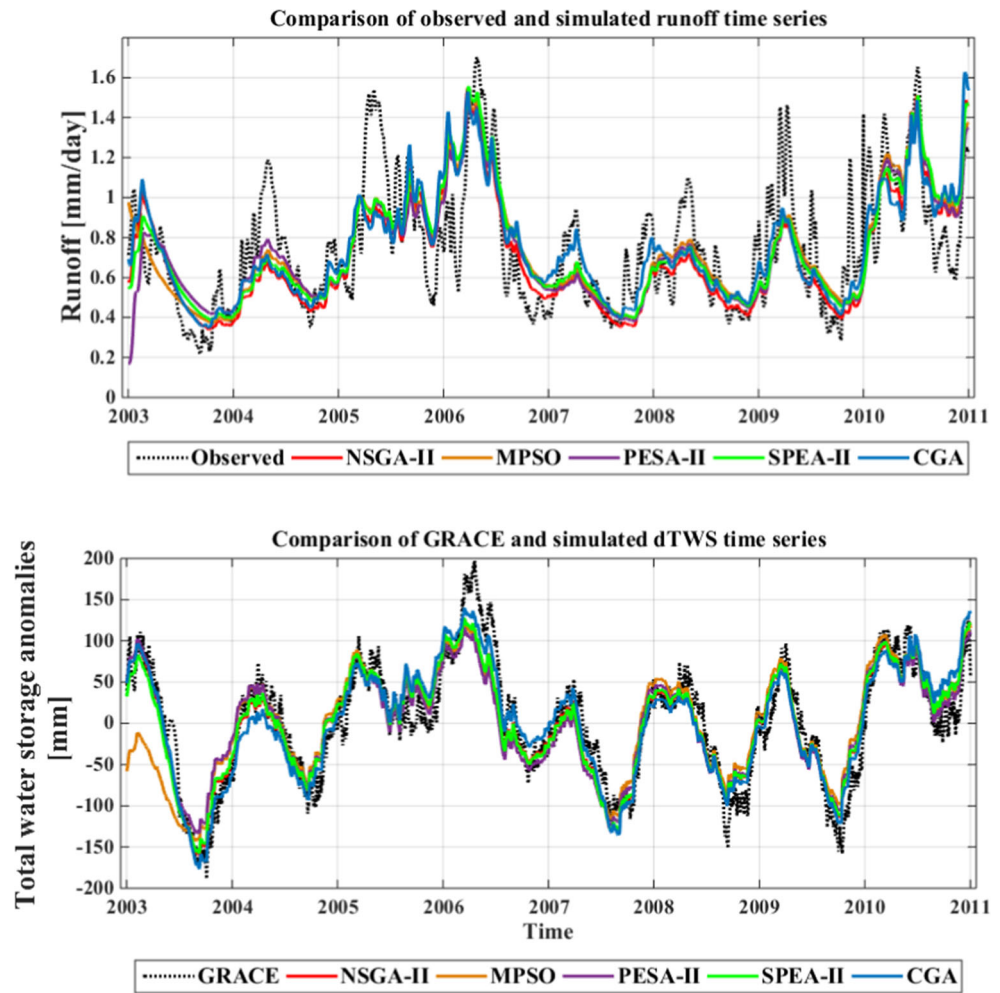 Comparison of observed and simulated runoff time series
Runoff [mm/day]
1.6
1.4
1.2
1
0.8
0.6
0.4
0.2
0
2003 2004 2005 2006 2007 2008 2009 2010 2011
Observed NSGA-II MPSO PESA-II SPEA-II CGA
Comparison of GRACE and simulated dTWS time series
Total water storage anomalies
[mm]
200
150
100
50
0
-50
-100
-150
-200
2003 2004 2005 2006 2007 2008 2009 2010 2011
Time
GRACE NSGA-II MPSO PESA-II SPEA-II CGA